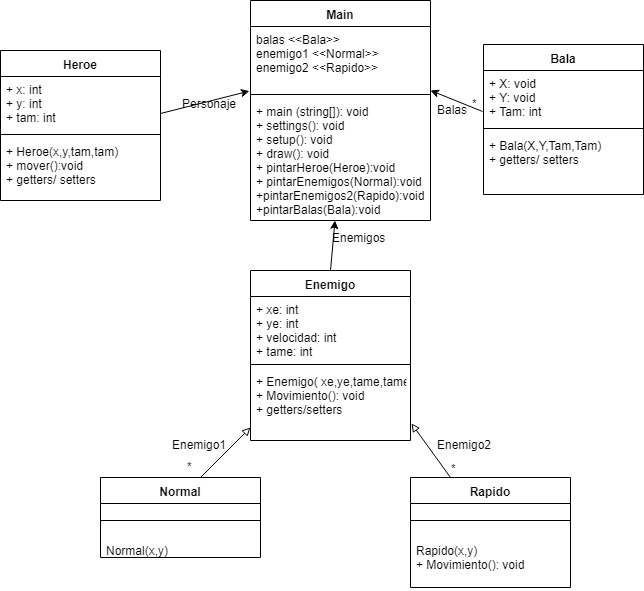 Main
balas <<Bala>>
enemigo1 <<Normal>>
enemigo2 <<Rapido>>
+ main (string[]): void
+ settings(): void
+ setup(): void
+ draw(): void
+ pintarHeroe(Heroe):void
+ pintarEnemigos(Normal):void
+pintarEnemigos2(Rapido):void
+pintarBalas(Bala):void
Heroe
+ x: int
+ y: int
+ tam: int
+ Heroe(x,y,tam,tam)
+ mover():void
+ getters/ setters
Personaje
Bala
+ X: void
+ Y: void
+ Tam: int
+ Bala(X,Y,Tam,Tam)
+ getters/ setters
Balas
*
Enemigos
Enemigo
+ xe: int
+ ye: int
+ velocidad: int
+ tame: int
+ Enemigo( xe,ye,tame,tame
+ Movimiento(): void
+ getters/setters
Enemigo1
*
Enemigo2
*
Normal
Normal(x,y)
Rapido
Rapido(x,y)
+ Movimiento(): void